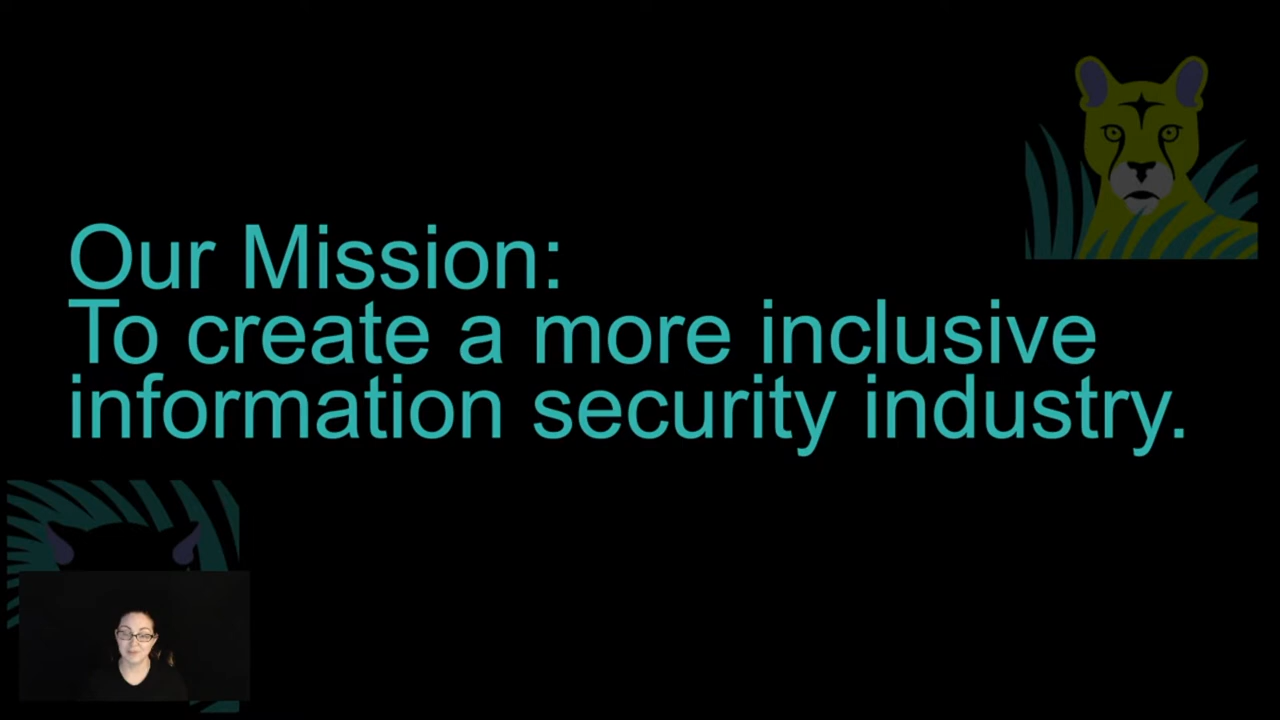 Our Mission:
To create a more inclusive
information security industry.